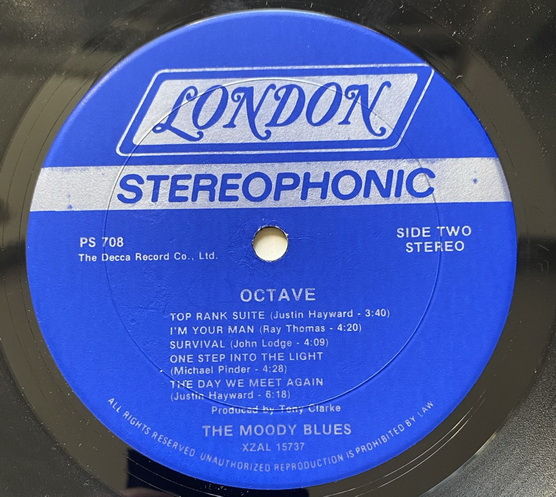 LONDON
STEREOPHONIC
PS 708
The Decca Record Co., Ltd.
SIDE TWO
STEREO
OCTAVE
TOP RANK SUITE (Justin Hayward - 3:40)
I'M YOUR MAN (Ray Thomas - 4:20)
SURVIVAL (John Lodge - 4:09)
ONE STEP INTO THE LIGHT
(Michael Pinder - 4:28)
THE DAY WE MEET AGAIN
(Justin Hayward - 6:18)
Produced by Tony Clarke
THE MOODY BLUES
XZAL 15737
ALL RIGHTS RESERVED. UNAUTHORIZED REPRODUCTION IS PROHIBITED BY LAW